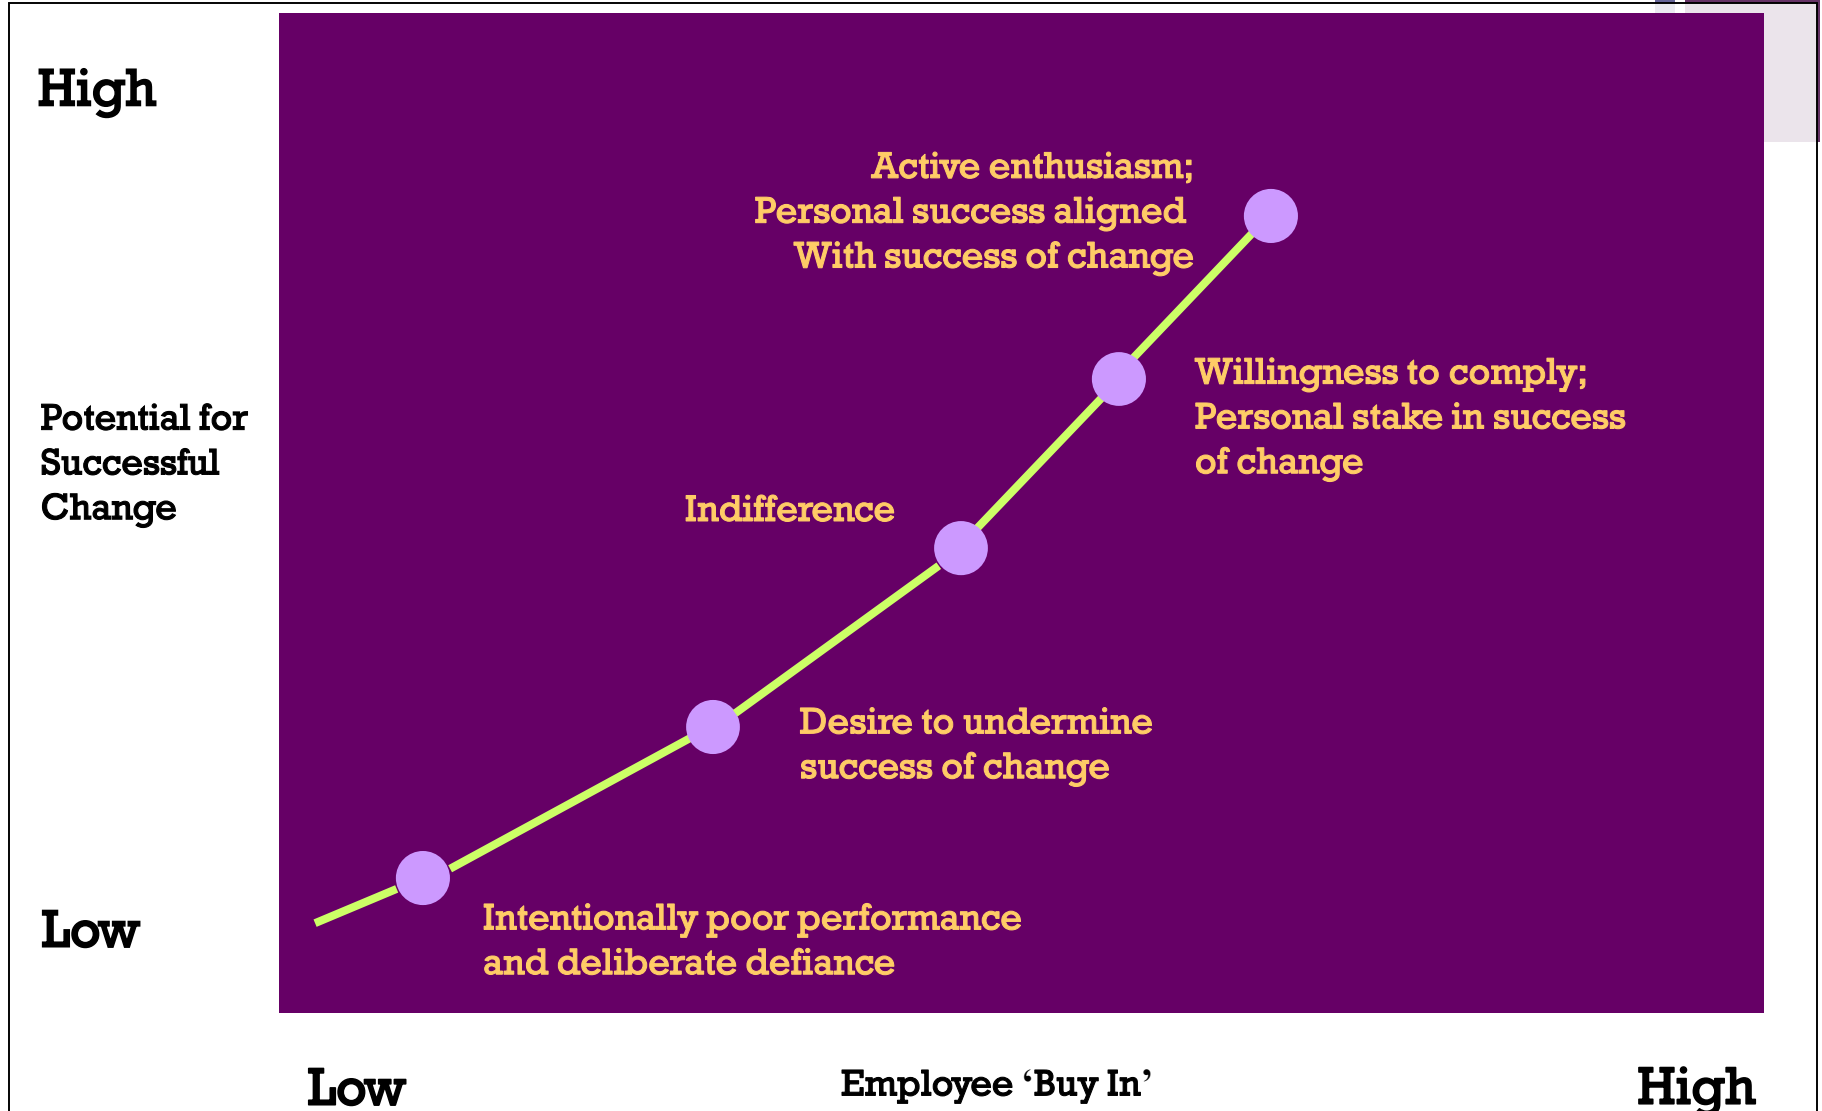 High
Active enthusiasm;
Personal success aligned
With success of change
Willingness to comply;
Personal stake in success
of change
Potential for
Successful
Change
Indifference
Desire to undermine
success of change
Intentionally poor performance
and deliberate defiance
Low
Low
Employee ‘Buy In’
High